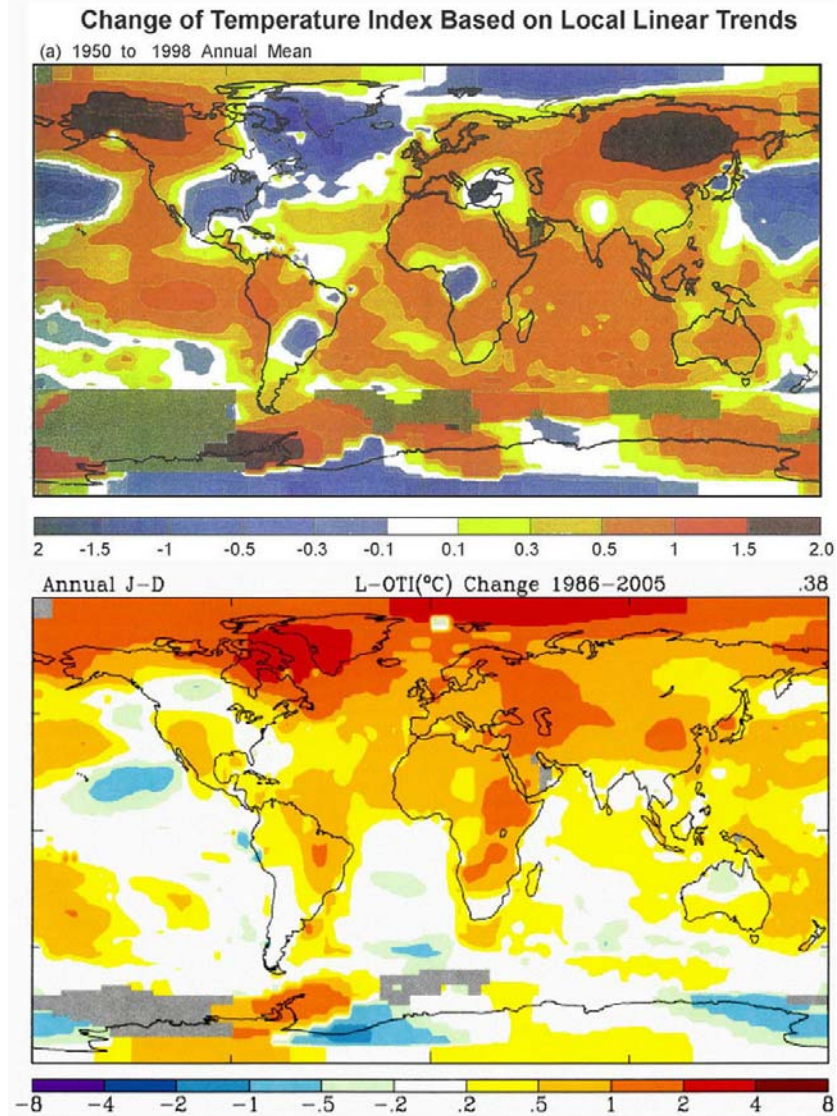 Change of Temperature Index Based on Local Linear Trends
(a) 1950 to 1998 Annual Mean
2 -1.5 -1 -0.5 -0.3 -0.1 0.1 0.3 0.5 1 1.5 2.0
Annual J-D L-OTI(°C) Change 1986-2005 .38
-8 -4 -2 -1 -.5 -.2 .2 .5 1 2 4 8